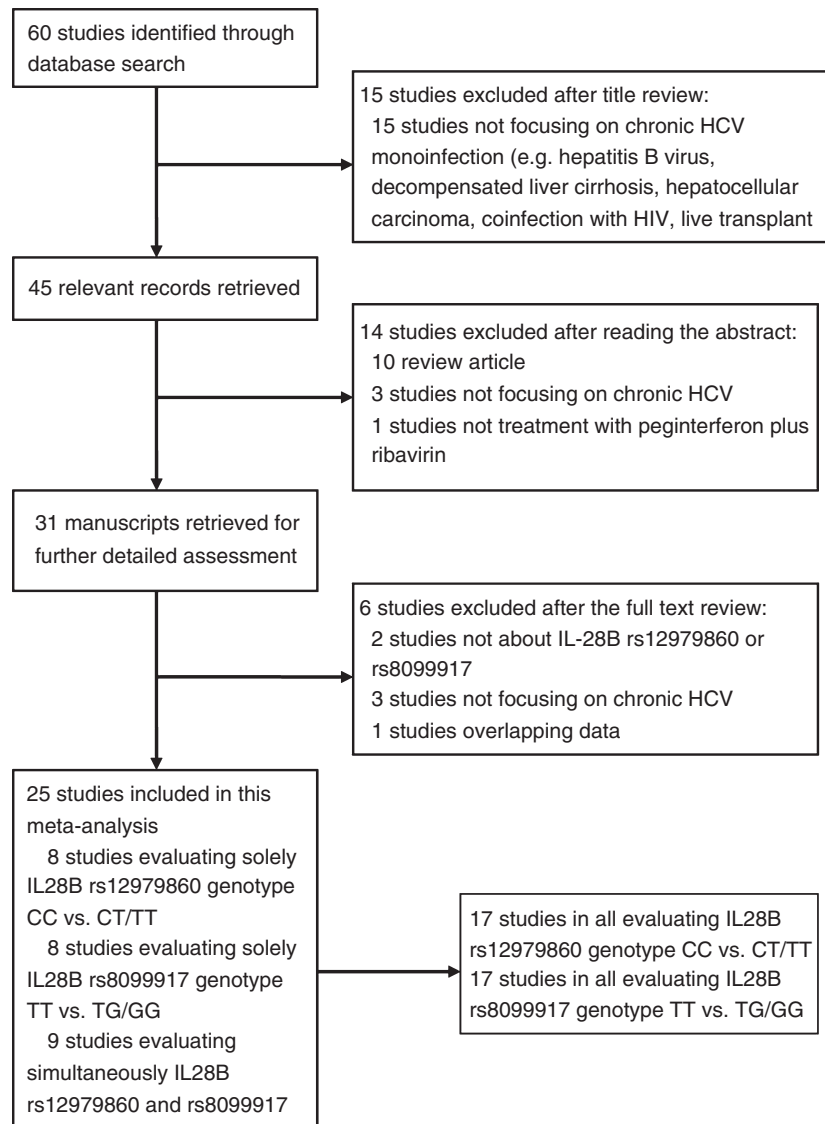 60 studies identified through
database search
15 studies excluded after title review:
15 studies not focusing on chronic HCV
monoinfection (e.g. hepatitis B virus,
decompensated liver cirrhosis, hepatocellular
carcinoma, coinfection with HIV, live transplant
45 relevant records retrieved
14 studies excluded after reading the abstract:
10 review article
3 studies not focusing on chronic HCV
1 studies not treatment with peginterferon plus
ribavirin
31 manuscripts retrieved for
further detailed assessment
6 studies excluded after the full text review:
2 studies not about IL-28B rs12979860 or
rs8099917
3 studies not focusing on chronic HCV
1 studies overlapping data
25 studies included in this
meta-analysis
8 studies evaluating solely
IL28B rs12979860 genotype
CC vs. CT/TT
8 studies evaluating solely
IL28B rs8099917 genotype
TT vs. TG/GG
9 studies evaluating
simultaneously IL28B
rs12979860 and rs8099917
17 studies in all evaluating IL28B
rs12979860 genotype CC vs. CT/TT
17 studies in all evaluating IL28B
rs8099917 genotype TT vs. TG/GG